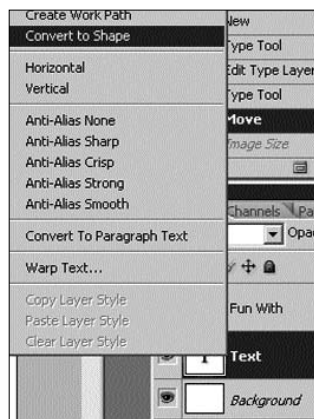 Create Work Path
Convert to Shape
Horizontal
Vertical
Anti-Alias None
Anti-Alias Sharp
Anti-Alias Crisp
Anti-Alias Strong
Anti-Alias Smooth
Convert To Paragraph Text
Warp Text...
Copy Layer Style
Paste Layer Style
Clear Layer Style
New
Type Tool
Edit Type Layer
Type Tool
Move
Image Size
Channels
Pa
Opa
Fun With
T Text
Background